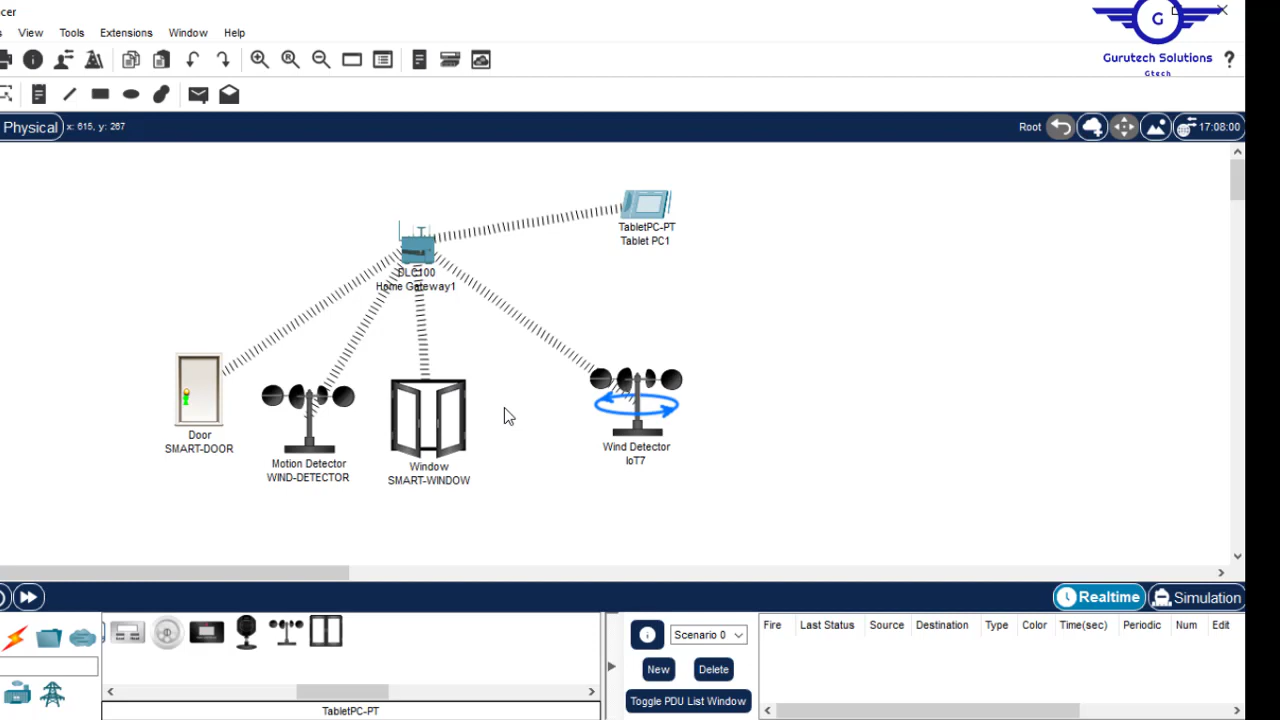 cer
G
Gurutech Solutions
Gtech
s View Tools Extensions Window Help
?
Physical x: 615, y: 267
Root 17:08:00
TabletPC-PT
Tablet PC1
DLC100
Home Gateway1
Door
SMART-DOOR
Motion Detector
WIND-DETECTOR
Window
SMART-WINDOW
Wind Detector
IoT7
Realtime
Simulation
Scenario 0
New
Delete
Toggle PDU List Window
Fire Last Status Source Destination Type Color Time(sec) Periodic Num Edit
TabletPC-PT